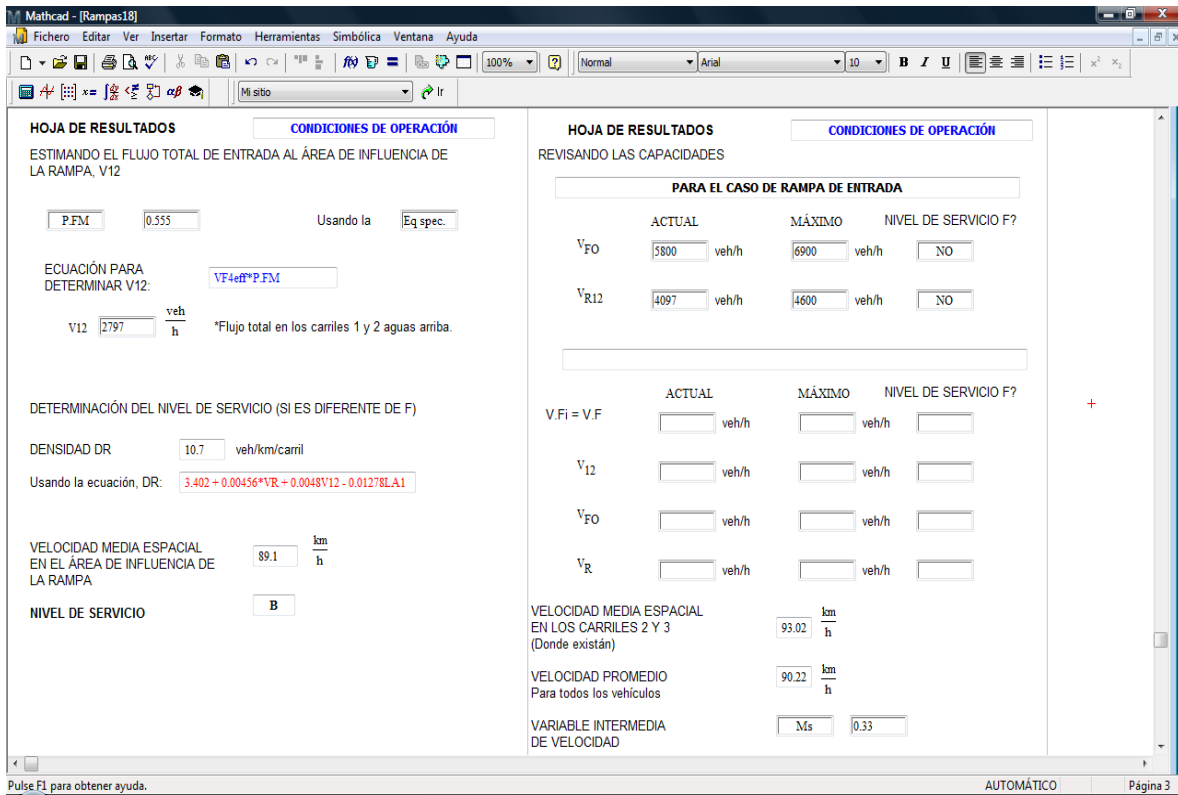 Mathcad - [Rampas18]
Fichero Editar Ver Insertar Formato Herramientas Simbólica Ventana Ayuda
100% Normal Arial 10 B I U x² x₂
x= αβ Mi sitio Ir
HOJA DE RESULTADOS CONDICIONES DE OPERACIÓN
ESTIMANDO EL FLUJO TOTAL DE ENTRADA AL ÁREA DE INFLUENCIA DE
LA RAMPA, V12
P.FM 0.555 Usando la Eq spec.
ECUACIÓN PARA
DETERMINAR V12: VF4eff*P.FM
V12 2797 veh/h *Flujo total en los carriles 1 y 2 aguas arriba.
DETERMINACIÓN DEL NIVEL DE SERVICIO (SI ES DIFERENTE DE F)
DENSIDAD DR 10.7 veh/km/carril
Usando la ecuación, DR: 3.402 + 0.00456*VR + 0.0048V12 - 0.01278LA1
VELOCIDAD MEDIA ESPACIAL
EN EL ÁREA DE INFLUENCIA DE 89.1 km/h
LA RAMPA
NIVEL DE SERVICIO B
HOJA DE RESULTADOS CONDICIONES DE OPERACIÓN
REVISANDO LAS CAPACIDADES
PARA EL CASO DE RAMPA DE ENTRADA
ACTUAL MÁXIMO NIVEL DE SERVICIO F?
VFO 5800 veh/h 6900 veh/h NO
VR12 4097 veh/h 4600 veh/h NO
ACTUAL MÁXIMO NIVEL DE SERVICIO F?
V.Fi = V.F veh/h veh/h
V12 veh/h veh/h
VFO veh/h veh/h
VR veh/h veh/h
VELOCIDAD MEDIA ESPACIAL
EN LOS CARRILES 2 Y 3 93.02 km/h
(Donde existán)
VELOCIDAD PROMEDIO 90.22 km/h
Para todos los vehículos
VARIABLE INTERMEDIA Ms 0.33
DE VELOCIDAD
Pulse F1 para obtener ayuda. AUTOMÁTICO Página 3